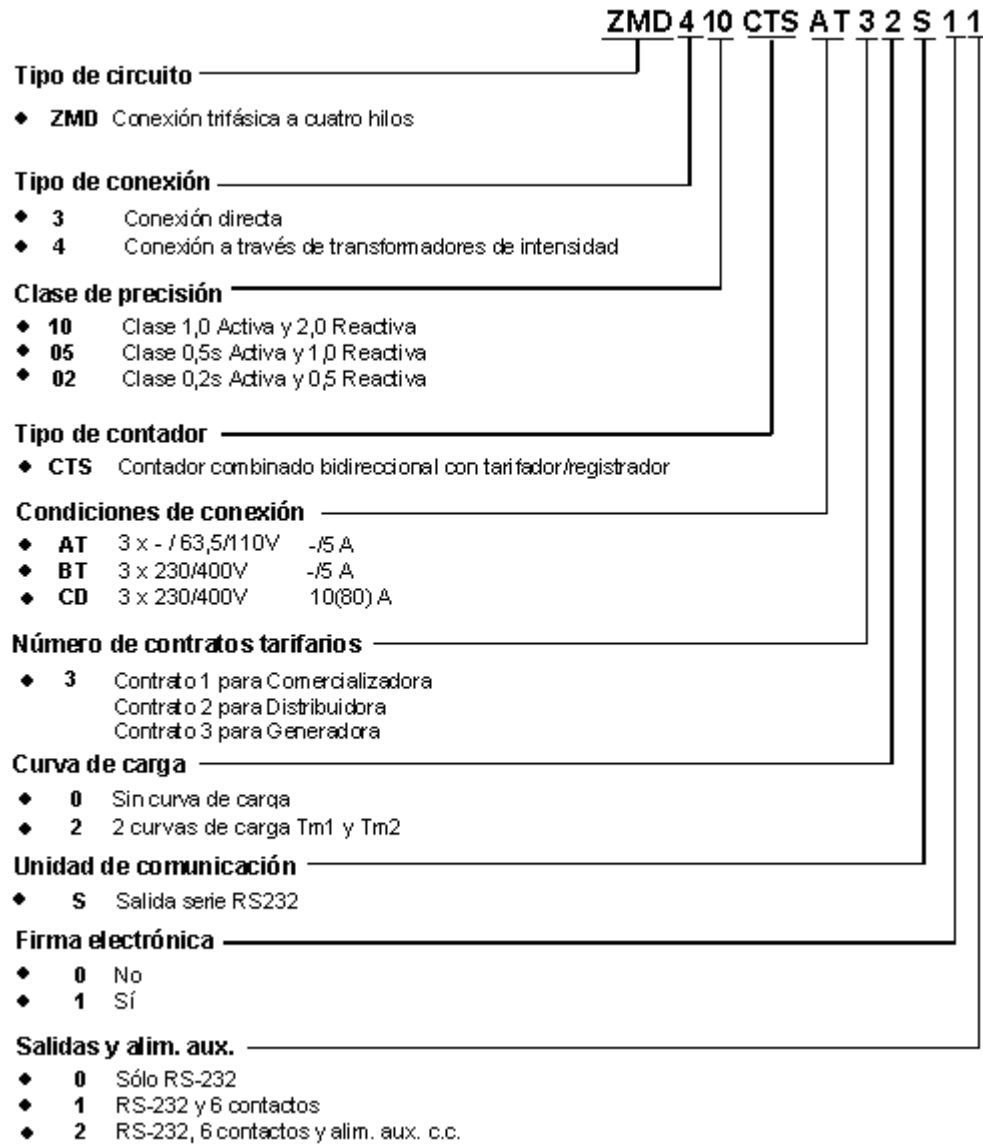 ZMD 4 10 CTS AT 3 2 S 1 1
Tipo de circuito
◆ ZMD Conexión trifásica a cuatro hilos
Tipo de conexión
◆ 3 Conexión directa
◆ 4 Conexión a través de transformadores de intensidad
Clase de precisión
◆ 10 Clase 1,0 Activa y 2,0 Reactiva
◆ 05 Clase 0,5s Activa y 1,0 Reactiva
◆ 02 Clase 0,2s Activa y 0,5 Reactiva
Tipo de contador
◆ CTS Contador combinado bidireccional con tarifador/registrador
Condiciones de conexión
◆ AT 3 x - / 63,5/110V -/5 A
◆ BT 3 x 230/400V -/5 A
◆ CD 3 x 230/400V 10(80) A
Número de contratos tarifarios
◆ 3 Contrato 1 para Comercializadora
Contrato 2 para Distribuidora
Contrato 3 para Generadora
Curva de carga
◆ 0 Sin curva de carga
◆ 2 2 curvas de carga Tm1 y Tm2
Unidad de comunicación
◆ S Salida serie RS232
Firma electrónica
◆ 0 No
◆ 1 Sí
Salidas y alim. aux.
◆ 0 Sólo RS-232
◆ 1 RS-232 y 6 contactos
◆ 2 RS-232, 6 contactos y alim. aux. c.c.